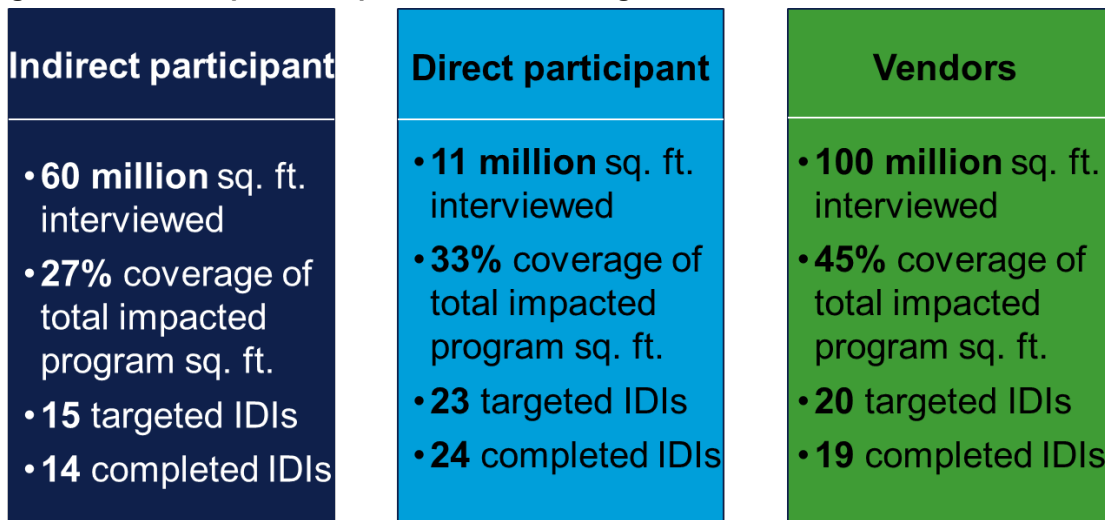 Indirect participant
• 60 million sq. ft.
interviewed
• 27% coverage of
total impacted
program sq. ft.
• 15 targeted IDIs
• 14 completed IDIs
Direct participant
• 11 million sq. ft.
interviewed
• 33% coverage of
total impacted
program sq. ft.
• 23 targeted IDIs
• 24 completed IDIs
Vendors
• 100 million sq. ft.
interviewed
• 45% coverage of
total impacted
program sq. ft.
• 20 targeted IDIs
• 19 completed IDIs